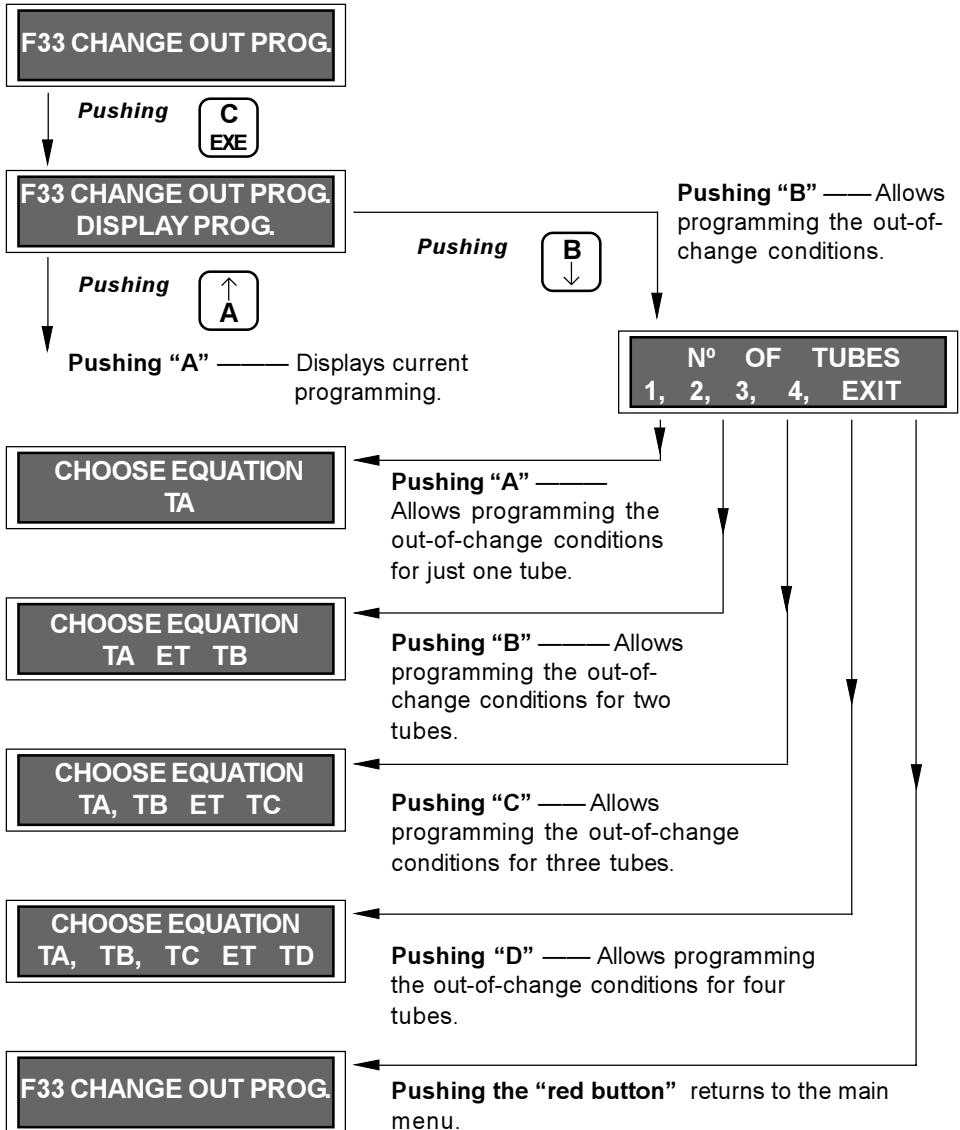 F33 CHANGE OUT PROG.
Pushing
C
EXE
F33 CHANGE OUT PROG.
DISPLAY PROG.
Pushing
B
↓
Pushing “B” —— Allows
programming the out-of-
change conditions.
Pushing
↑
A
Pushing “A” ——— Displays current
programming.
Nº OF TUBES
1, 2, 3, 4, EXIT
CHOOSE EQUATION
TA
Pushing “A” ———
Allows programming the
out-of-change conditions
for just one tube.
CHOOSE EQUATION
TA ET TB
Pushing “B” ——— Allows
programming the out-of-
change conditions for two
tubes.
CHOOSE EQUATION
TA, TB ET TC
Pushing “C” —— Allows
programming the out-of-change
conditions for three tubes.
CHOOSE EQUATION
TA, TB, TC ET TD
Pushing “D” —— Allows programming
the out-of-change conditions for four
tubes.
F33 CHANGE OUT PROG.
Pushing the “red button” returns to the main
menu.